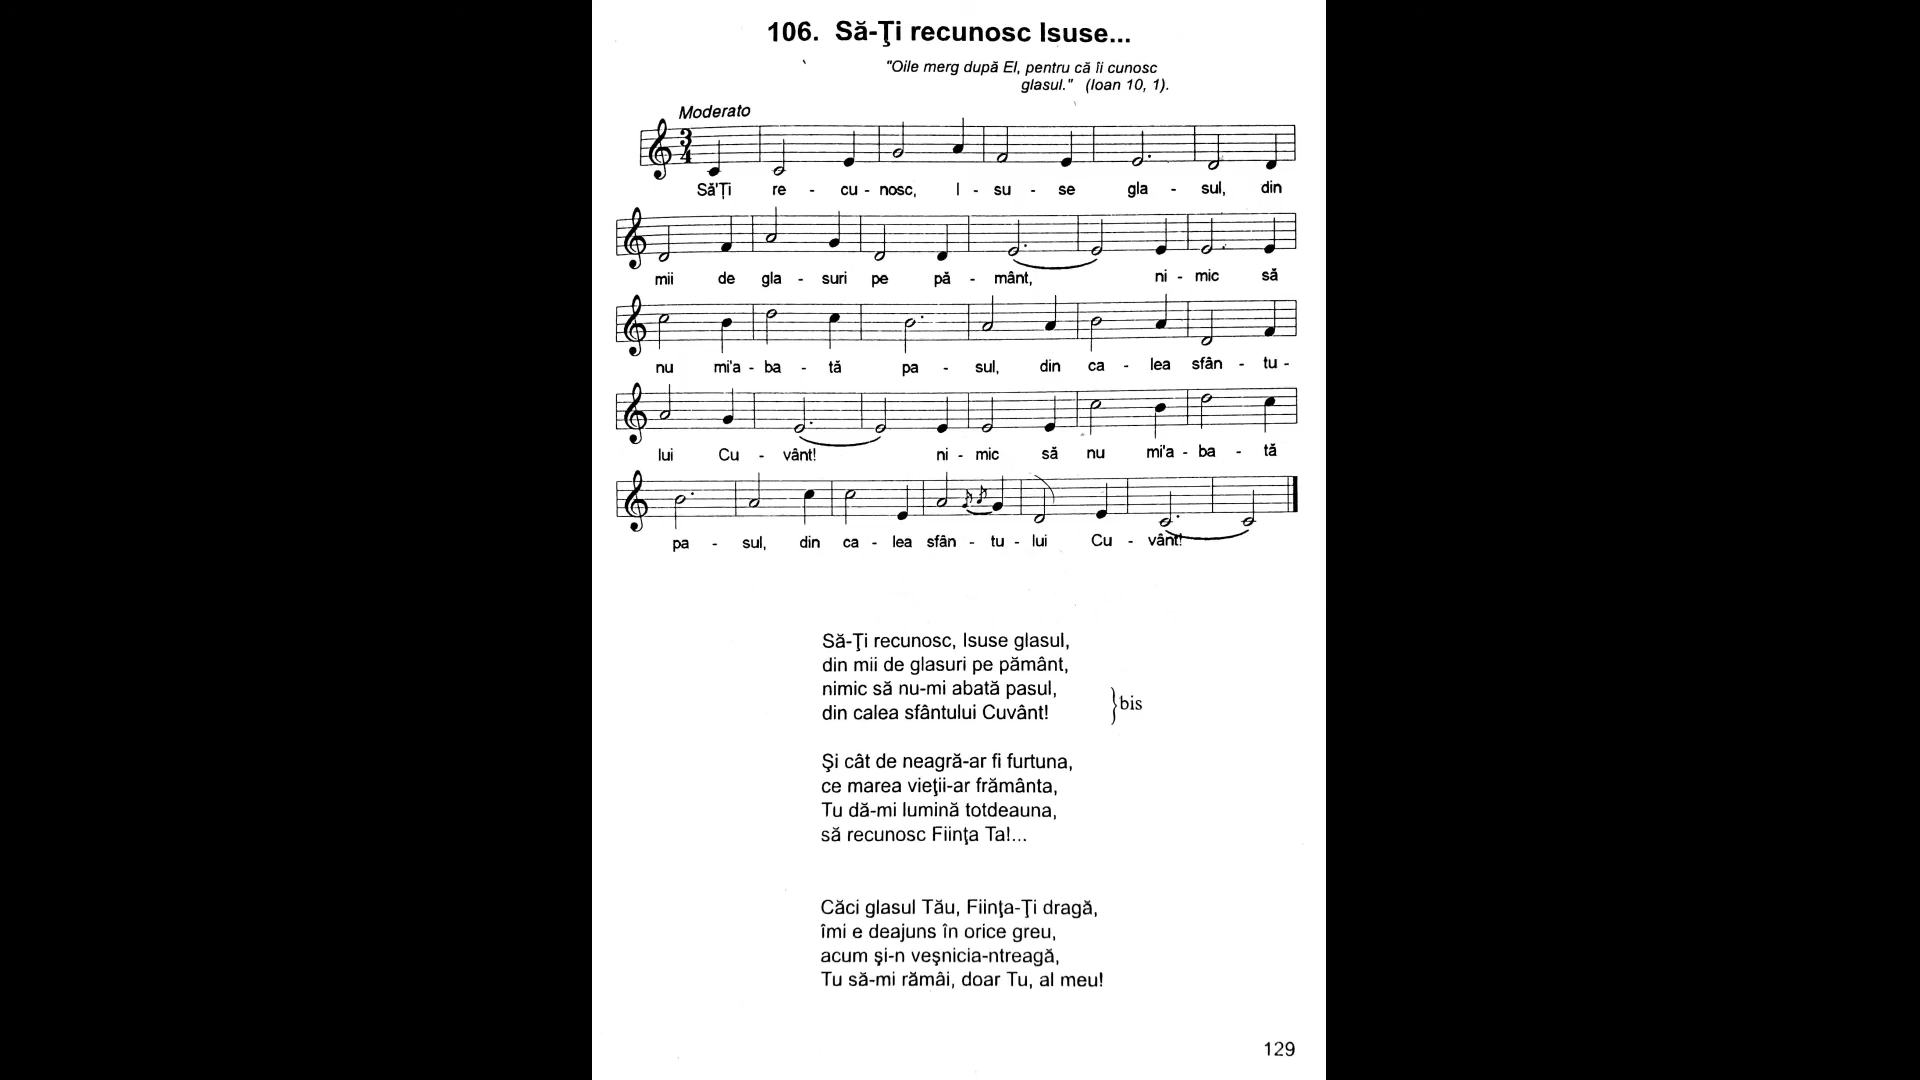 106. Să-Ţi recunosc Isuse...
"Oile merg după El, pentru că îi cunosc
glasul." (Ioan 10, 1).
Moderato
3
4
Să'Ţi re - cu - nosc, I - su - se gla - sul, din
mii de gla - suri pe pă - mânt, ni - mic să
nu mi'a - ba - tă pa - sul, din ca - lea sfân - tu -
lui Cu - vânt! ni - mic să nu mi'a - ba - tă
pa - sul, din ca - lea sfân - tu - lui Cu - vânt!
Să-Ţi recunosc, Isuse glasul,
din mii de glasuri pe pământ,
nimic să nu-mi abată pasul,
din calea sfântului Cuvânt!
}bis
Şi cât de neagră-ar fi furtuna,
ce marea vieţii-ar frământa,
Tu dă-mi lumină totdeauna,
să recunosc Fiinţa Ta!...
Căci glasul Tău, Fiinţa-Ţi dragă,
îmi e deajuns în orice greu,
acum şi-n veşnicia-ntreagă,
Tu să-mi rămâi, doar Tu, al meu!
129